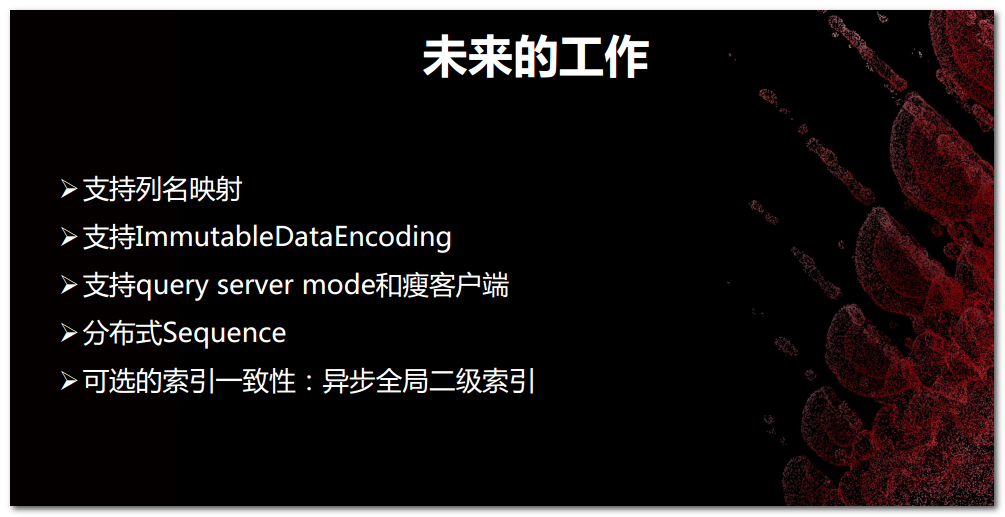 未来的工作
➢支持列名映射
➢支持ImmutableDataEncoding
➢支持query server mode和瘦客户端
➢分布式Sequence
➢可选的索引一致性：异步全局二级索引